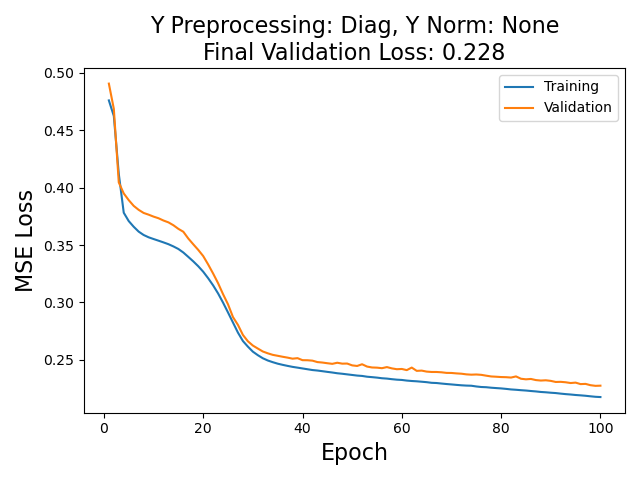 Y Preprocessing: Diag, Y Norm: None
Final Validation Loss: 0.228
Training
Validation
0.50
0.45
0.40
0.35
0.30
0.25
MSE Loss
0 20 40 60 80 100
Epoch